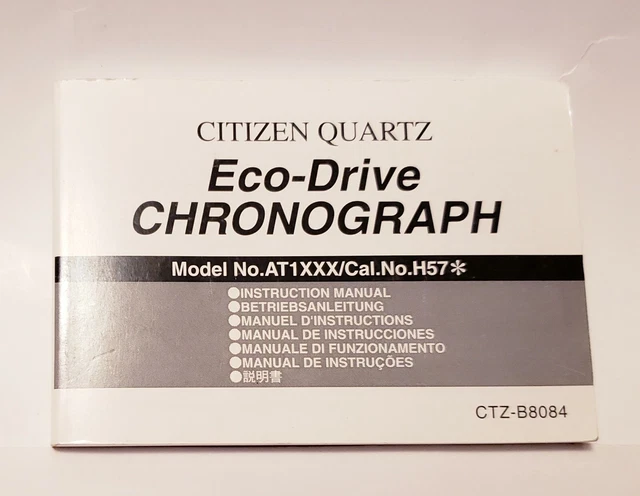 CITIZEN QUARTZ
Eco-Drive
CHRONOGRAPH
Model No.AT1XXX/Cal.No.H57＊
●INSTRUCTION MANUAL
●BETRIEBSANLEITUNG
●MANUEL D'INSTRUCTIONS
●MANUAL DE INSTRUCCIONES
●MANUALE DI FUNZIONAMENTO
●MANUAL DE INSTRUÇÕES
●説明書
CTZ-B8084